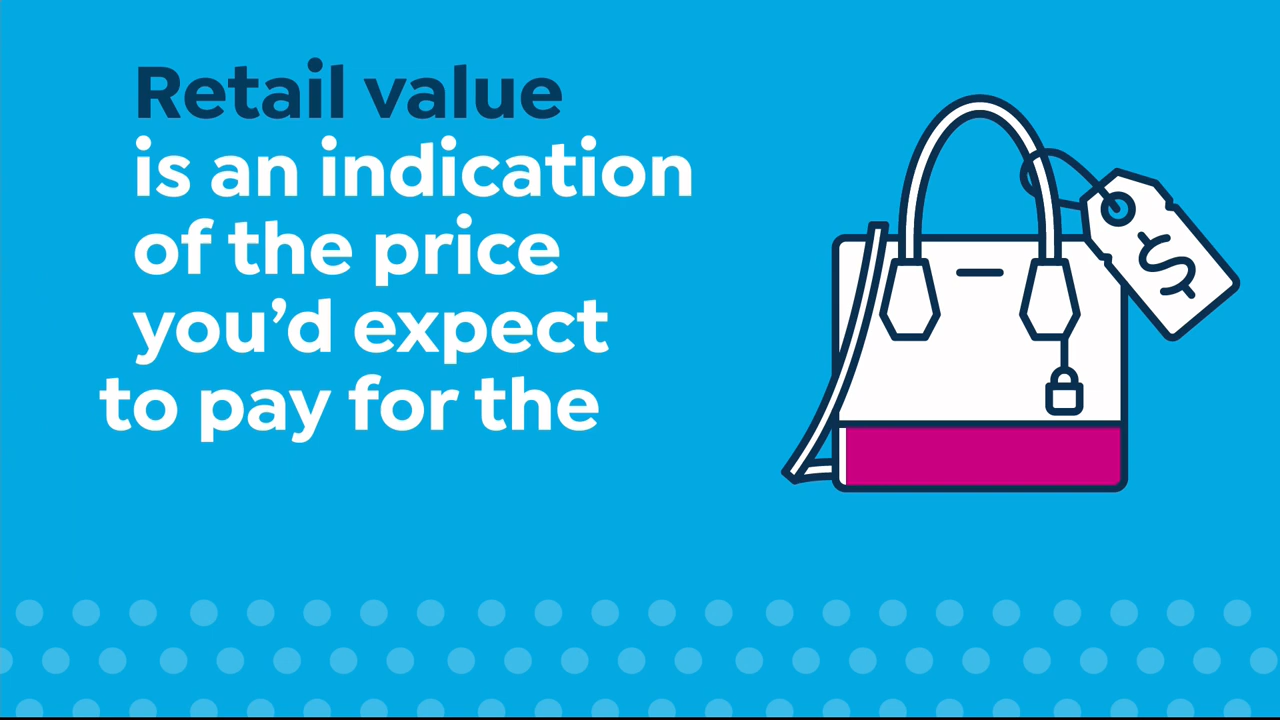 Retail value
is an indication
of the price
you’d expect
to pay for the
$